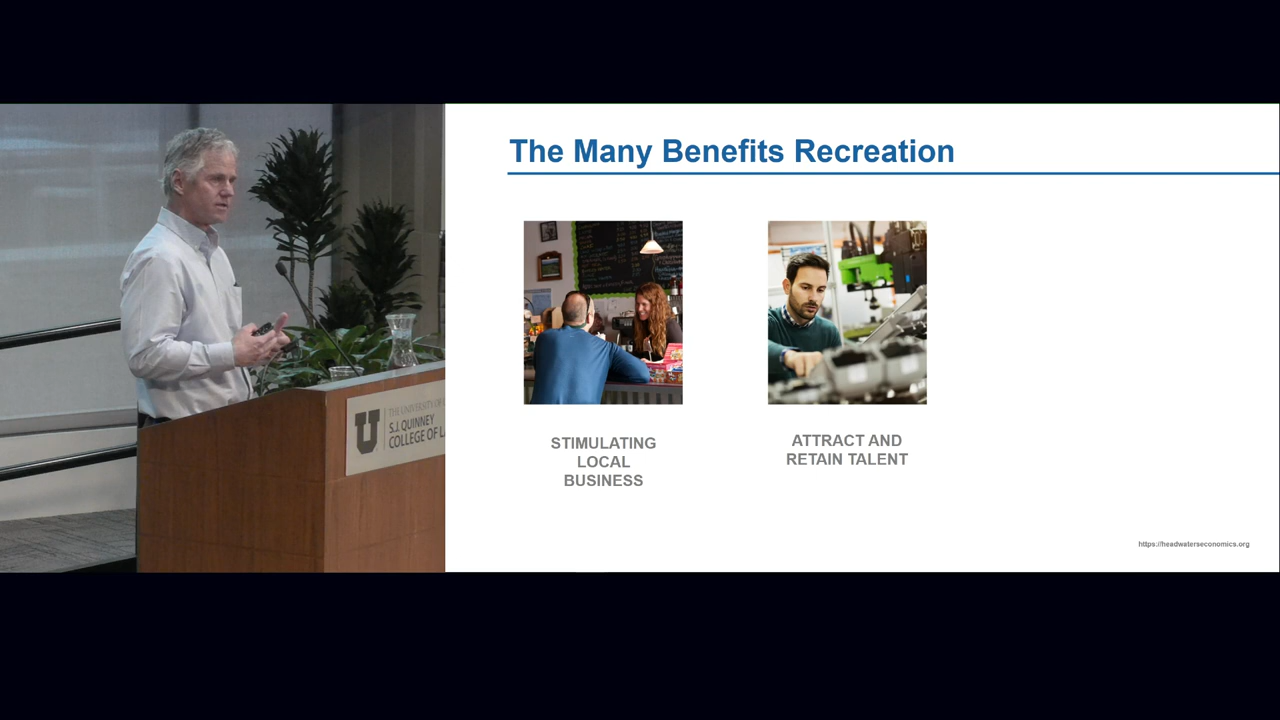 The Many Benefits Recreation
STIMULATING
LOCAL
BUSINESS
ATTRACT AND
RETAIN TALENT
https://headwaterseconomics.org
U
THE UNIVERSITY OF
S.J. QUINNEY
COLLEGE OF